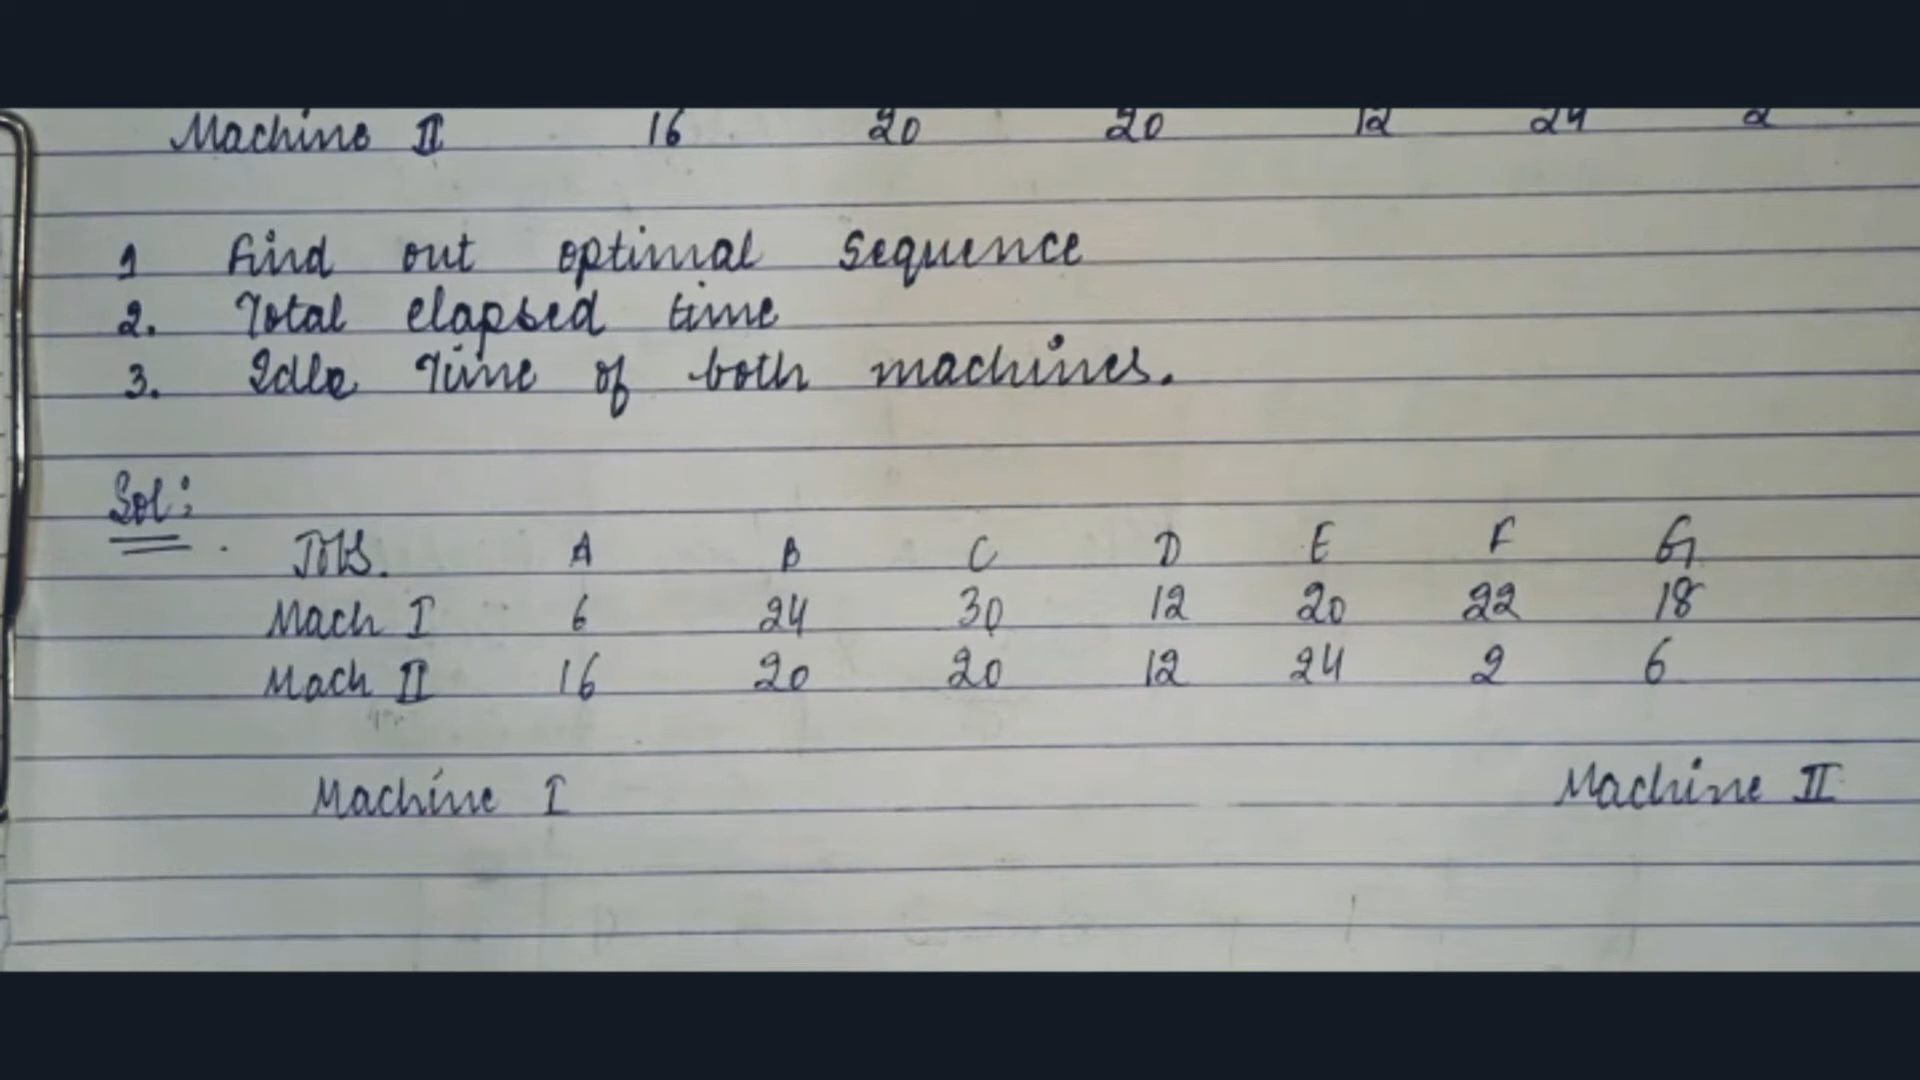 Machine II 16 20 20 12 24 2
1 Find out optimal sequence
2. Total elapsed time
3. Idle Time of both machines.
Sol:
Jobs. A B C D E F G
Mach I 6 24 30 12 20 22 18
Mach II 16 20 20 12 24 2 6
Machine I Machine II